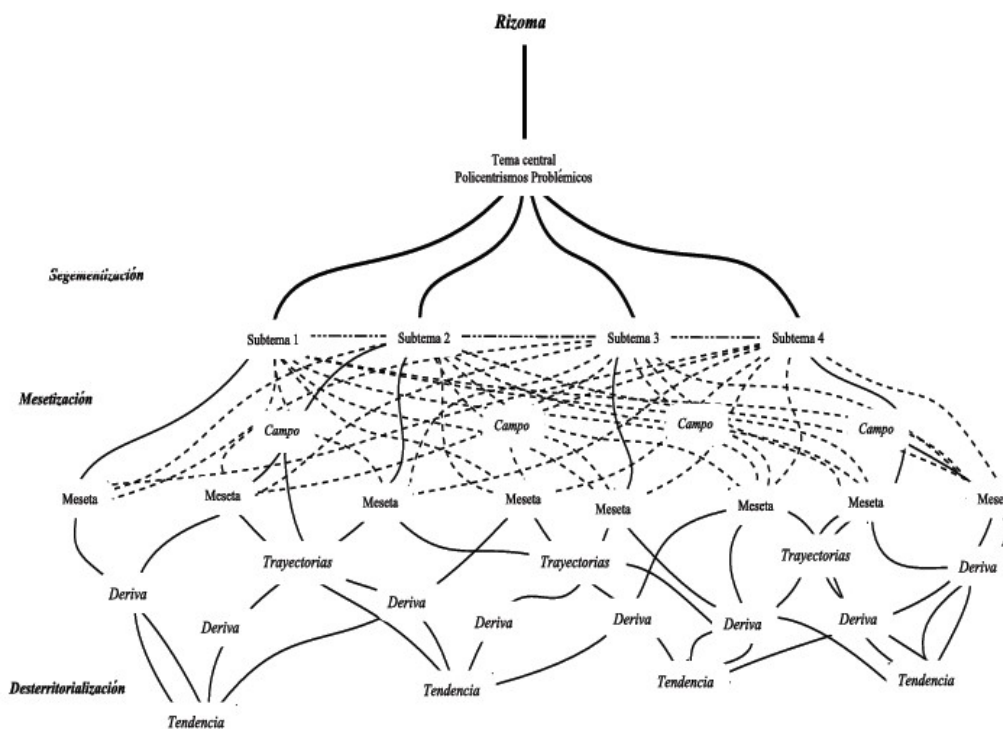 Rizoma
Tema central
Policentrismos Problémicos
Segementización
Subtema 1
Subtema 2
Subtema 3
Subtema 4
Mesetización
Campo
Campo
Campo
Campo
Meseta
Meseta
Meseta
Meseta
Meseta
Meseta
Meseta
Mese
Trayectorias
Trayectorias
Trayectorias
Deriva
Deriva
Deriva
Deriva
Deriva
Deriva
Deriva
Deriva
Desterritorialización
Tendencia
Tendencia
Tendencia
Tendencia